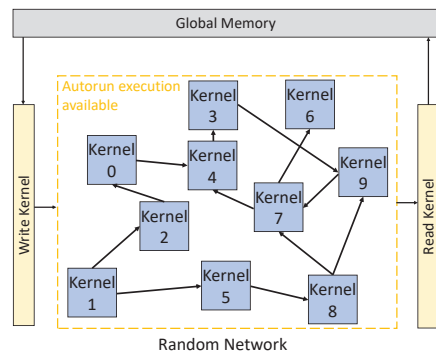 Global Memory
Write Kernel
Autorun execution
available
Kernel
3
Kernel
6
Kernel
0
Kernel
4
Kernel
9
Kernel
2
Kernel
7
Kernel
1
Kernel
5
Kernel
8
Read Kernel
Random Network